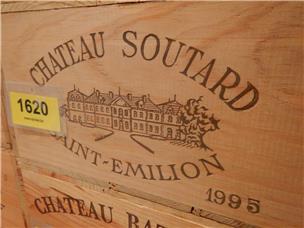 CHATEAU SOUTARD
1620
SAINT-EMILION
1995
CHATEAU